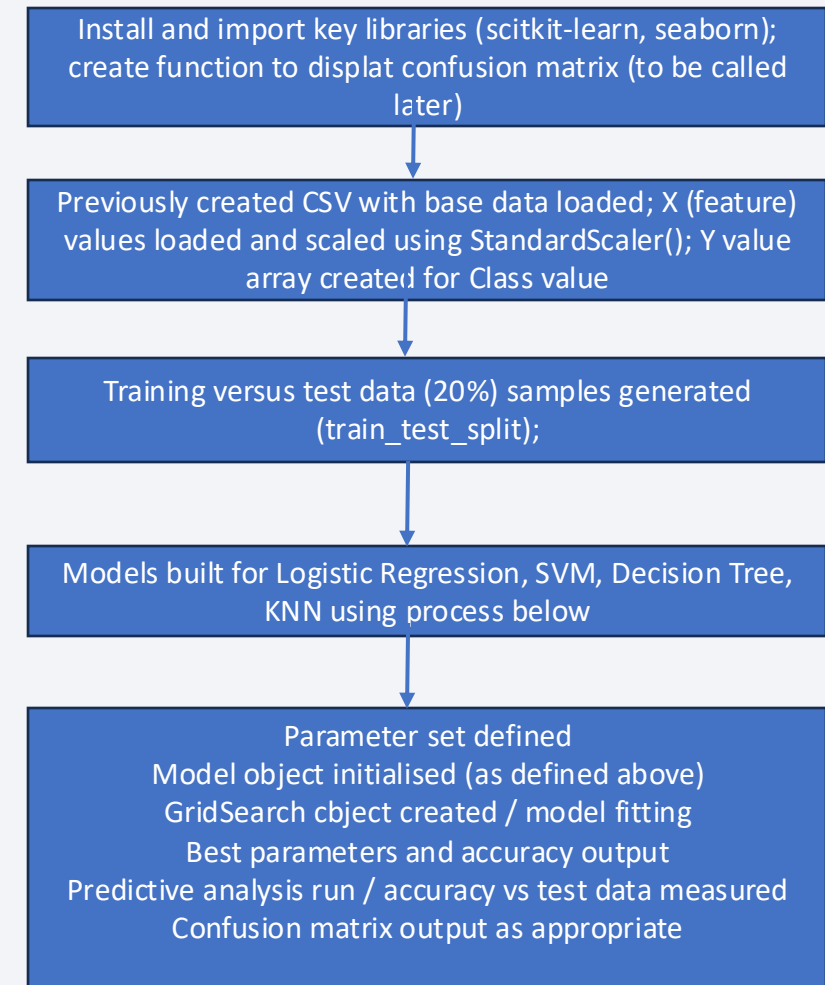 Install and import key libraries (scitkit-learn, seaborn);
create function to displat confusion matrix (to be called
later)
Previously created CSV with base data loaded; X (feature)
values loaded and scaled using StandardScaler(); Y value
array created for Class value
Training versus test data (20%) samples generated
(train_test_split);
Models built for Logistic Regression, SVM, Decision Tree,
KNN using process below
Parameter set defined
Model object initialised (as defined above)
GridSearch cbject created / model fitting
Best parameters and accuracy output
Predictive analysis run / accuracy vs test data measured
Confusion matrix output as appropriate